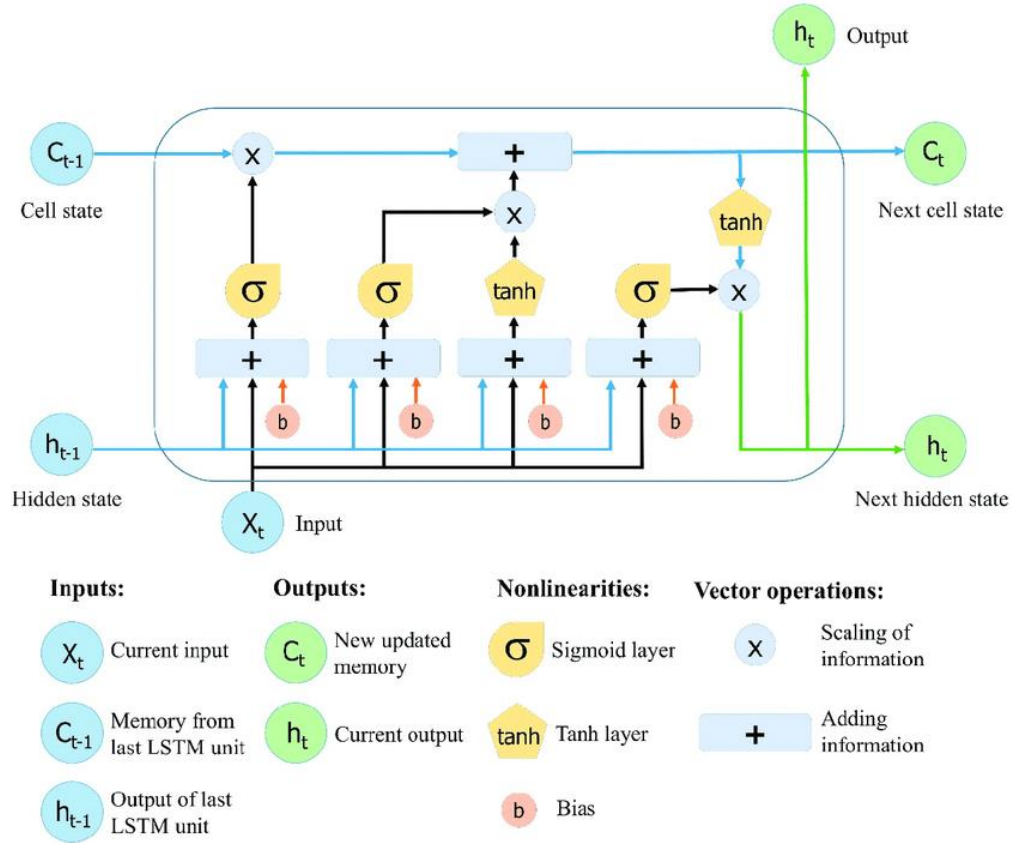 hₜ Output
Cₜ₋₁ x + Cₜ
Cell state Next cell state
x tanh
σ σ tanh σ x
+ + + +
b b b b
hₜ₋₁ hₜ
Hidden state Next hidden state
Xₜ Input
Inputs: Outputs: Nonlinearities: Vector operations:
Xₜ Current input
Cₜ₋₁ Memory from
last LSTM unit
hₜ₋₁ Output of last
LSTM unit
Cₜ New updated
memory
hₜ Current output
σ Sigmoid layer
tanh Tanh layer
b Bias
x Scaling of
information
+ Adding
information